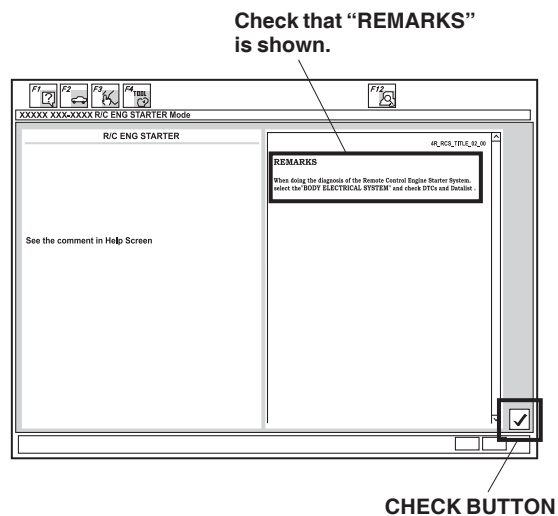 Check that “REMARKS”
is shown.
F1
F2
F3
F4
TOOL
F12
XXXXX XXX-XXXX R/C ENG STARTER Mode
R/C ENG STARTER
See the comment in Help Screen
4R_RCS_TITLE_02_00
REMARKS
When doing the diagnosis of the Remote Control Engine Starter System.
select the"BODY ELECTRICAL SYSTEM" and check DTCs and Datalist .
CHECK BUTTON